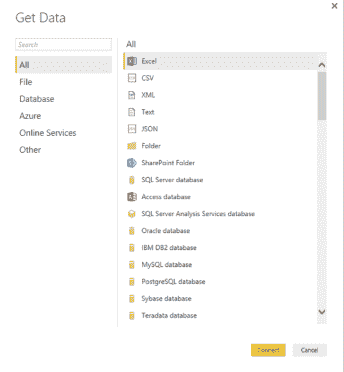 Get Data
Search
All
File
Database
Azure
Online Services
Other
All
Excel
CSV
XML
Text
JSON
Folder
SharePoint Folder
SQL Server database
Access database
SQL Server Analysis Services database
Oracle database
IBM DB2 database
MySQL database
PostgreSQL database
Sybase database
Teradata database
Connect
Cancel